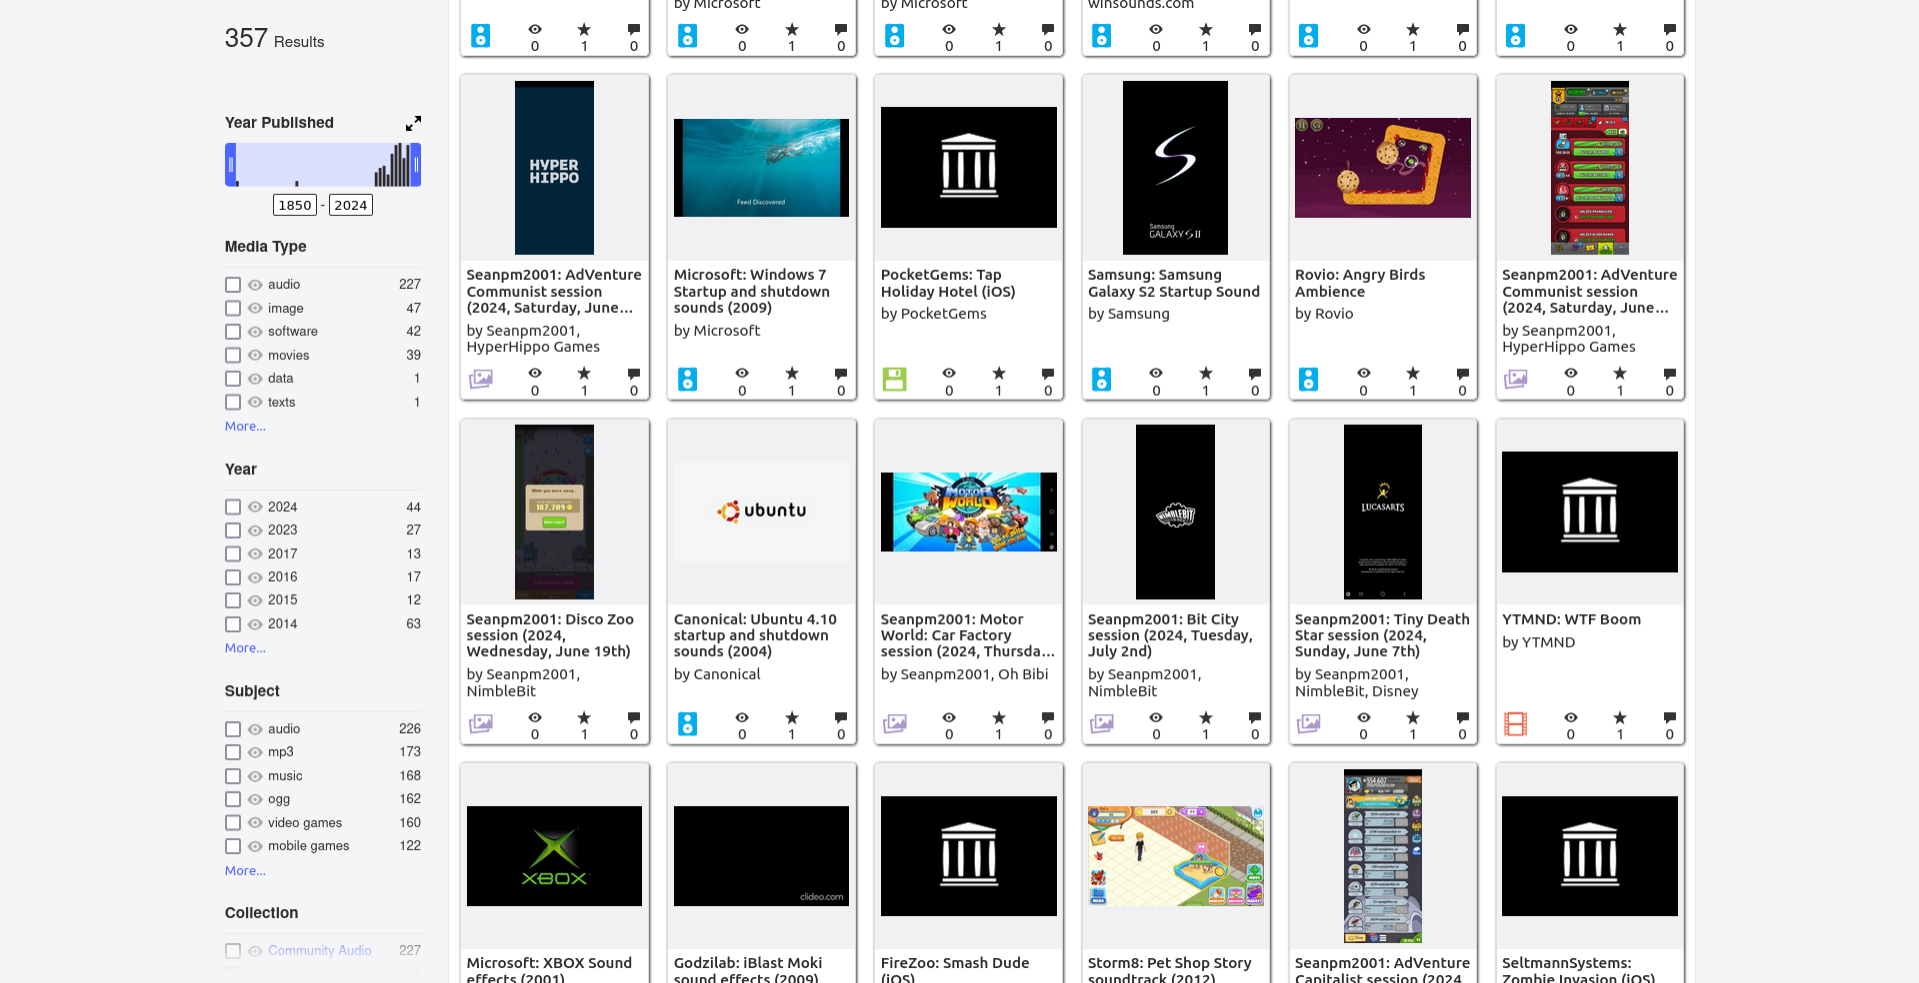 by Microsoft
by Microsoft
winsounds.com
0 1 0
0 1 0
0 1 0
0 1 0
0 1 0
0 1 0
357 Results
Year Published
1850 - 2024
Media Type
audio 227
image 47
software 42
movies 39
data 1
texts 1
More...
Year
2024 44
2023 27
2017 13
2016 17
2015 12
2014 63
More...
Subject
audio 226
mp3 173
music 168
ogg 162
video games 160
mobile games 122
More...
Collection
Community Audio 227
HYPER
HIPPO
Seanpm2001: AdVenture
Communist session
(2024, Saturday, June...
by Seanpm2001,
HyperHippo Games
0 1 0
Feed Discovered
Microsoft: Windows 7
Startup and shutdown
sounds (2009)
by Microsoft
0 1 0
PocketGems: Tap
Holiday Hotel (iOS)
by PocketGems
0 1 0
Samsung
GALAXY S II
Samsung: Samsung
Galaxy S2 Startup Sound
by Samsung
0 1 0
Rovio: Angry Birds
Ambience
by Rovio
0 1 0
Seanpm2001: AdVenture
Communist session
(2024, Saturday, June...
by Seanpm2001,
HyperHippo Games
0 1 0
While you were away...
187,709
Seanpm2001: Disco Zoo
session (2024,
Wednesday, June 19th)
by Seanpm2001,
NimbleBit
0 1 0
ubuntu
Canonical: Ubuntu 4.10
startup and shutdown
sounds (2004)
by Canonical
0 1 0
MOTOR
WORLD
Seanpm2001: Motor
World: Car Factory
session (2024, Thursda...
by Seanpm2001, Oh Bibi
0 1 0
NIMBLEBIT
Seanpm2001: Bit City
session (2024, Tuesday,
July 2nd)
by Seanpm2001,
NimbleBit
0 1 0
LUCASARTS
Seanpm2001: Tiny Death
Star session (2024,
Sunday, June 7th)
by Seanpm2001,
NimbleBit, Disney
0 1 0
YTMND: WTF Boom
by YTMND
0 1 0
XBOX
Microsoft: XBOX Sound
effects (2001)
clideo.com
Godzilab: iBlast Moki
sound effects (2009)
FireZoo: Smash Dude
(iOS)
Storm8: Pet Shop Story
soundtrack (2012)
Seanpm2001: AdVenture
Capitalist session (2024,
SeltmannSystems:
Zombie Invasion (iOS)